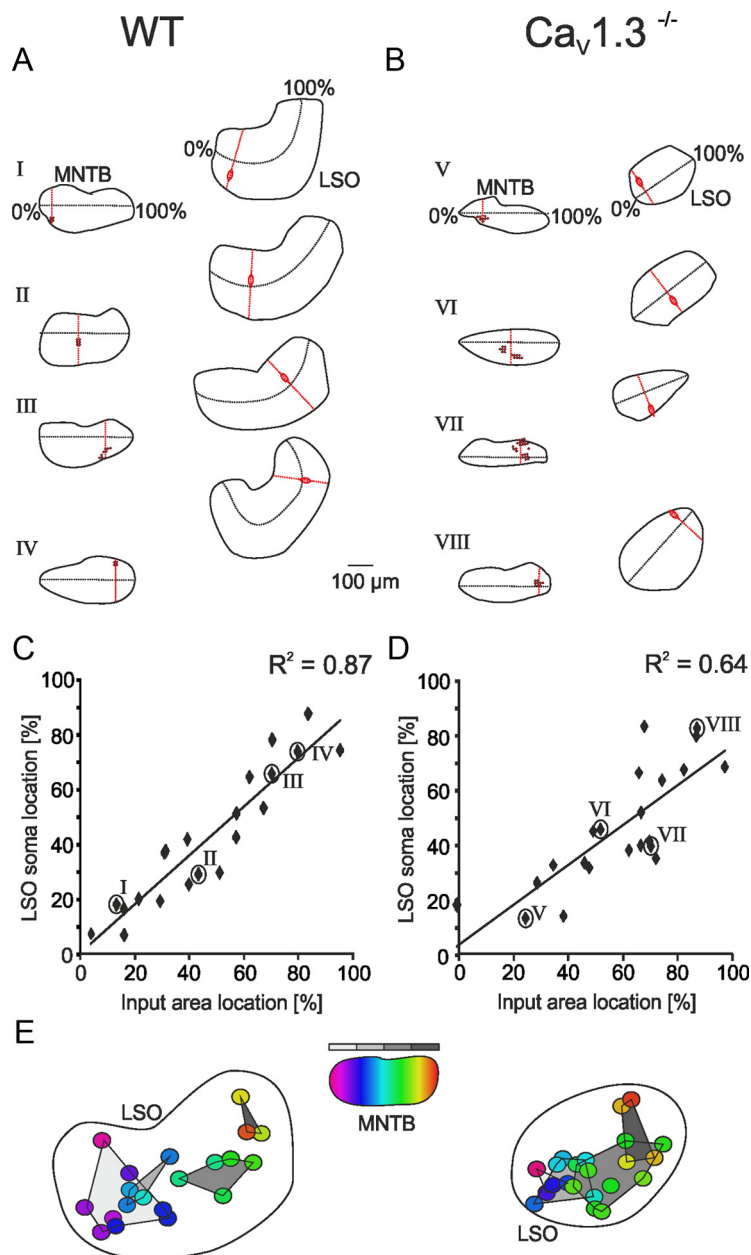 WT
Ca_V1.3 ^-/-
A
B
100%
0%
LSO
I
MNTB
0%
100%
II
III
IV
100 µm
V
MNTB
0%
100%
100%
0%
LSO
VI
VII
VIII
C
R² = 0.87
LSO soma location [%]
100
80
60
40
20
0
0
20
40
60
80
100
Input area location [%]
I
II
III
IV
D
R² = 0.64
LSO soma location [%]
100
80
60
40
20
0
0
20
40
60
80
100
Input area location [%]
V
VI
VII
VIII
E
LSO
MNTB
LSO